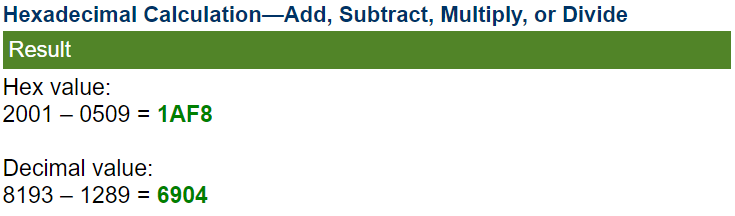 Hexadecimal Calculation—Add, Subtract, Multiply, or Divide
Result
Hex value:
2001 – 0509 = 1AF8
Decimal value:
8193 – 1289 = 6904